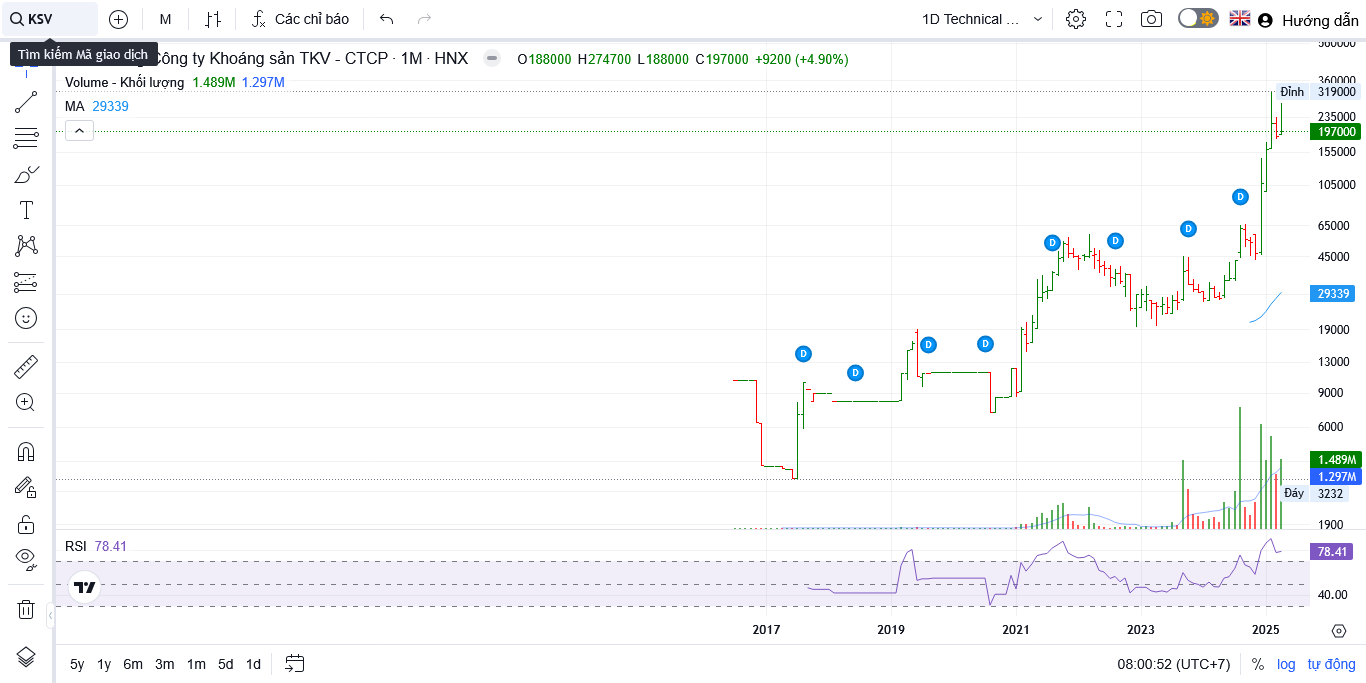 KSV
M
Các chỉ báo
1D Technical ...
Hướng dẫn
Tìm kiếm Mã giao dịch
Công ty Khoáng sản TKV - CTCP · 1M · HNX
O188000 H274700 L188000 C197000 +9200 (+4.90%)
Volume - Khối lượng 1.489M 1.297M
MA 29339
560000
360000
Đỉnh 319000
235000
197000
155000
105000
D
65000
D
D
D
45000
29339
19000
D
D
D
13000
D
9000
6000
1.489M
1.297M
Đáy 3232
1900
RSI 78.41
78.41
40.00
2017 2019 2021 2023 2025
5y 1y 6m 3m 1m 5d 1d
08:00:52 (UTC+7) % log tự động